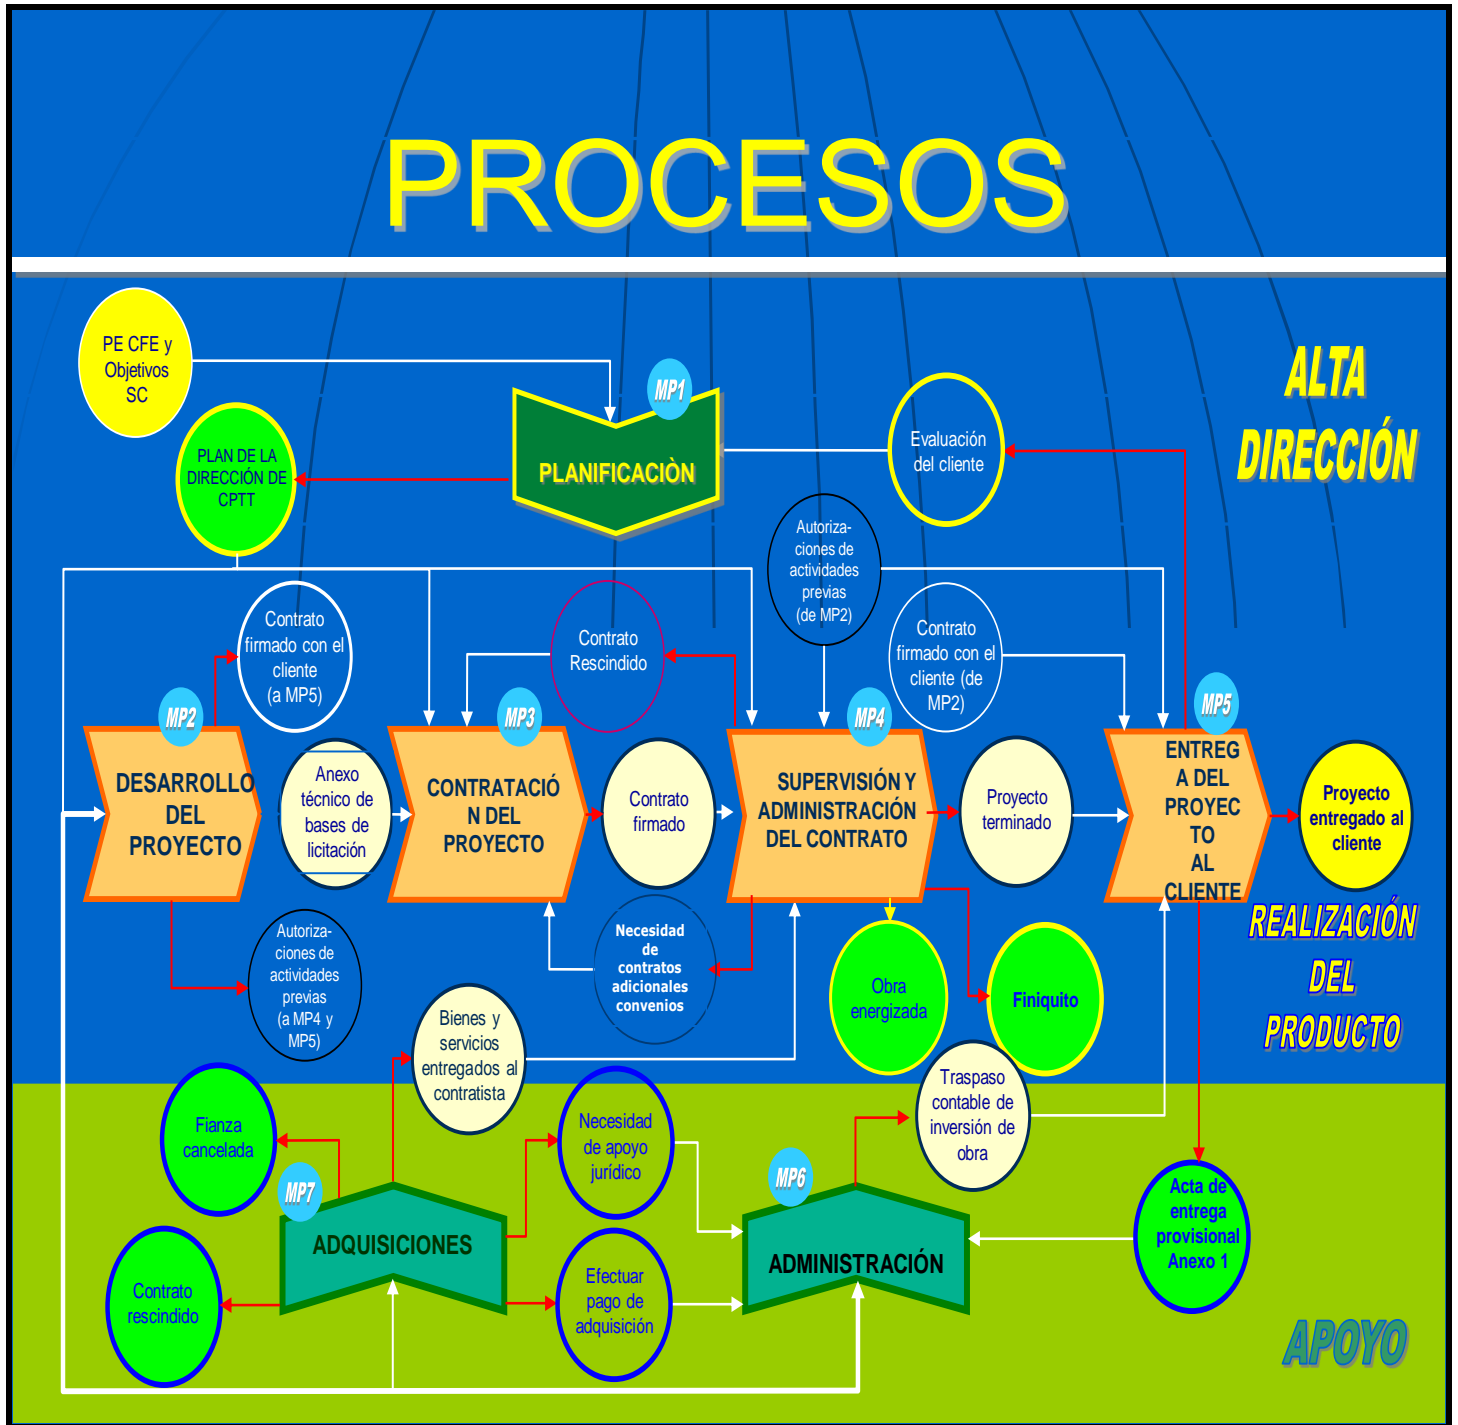 PROCESOS
PE CFE y
Objetivos
SC
MP1
ALTA
DIRECCIÓN
PLANIFICACIÒN
Evaluación
del cliente
PLAN DE LA
DIRECCIÓN DE
CPTT
Autoriza-
ciones de
actividades
previas
(de MP2)
Contrato
firmado con el
cliente
(a MP5)
Contrato
Rescindido
Contrato
firmado con el
cliente (de
MP2)
MP2
MP3
MP4
MP5
DESARROLLO
DEL
PROYECTO
Anexo
técnico de
bases de
licitación
CONTRATACIÓ
N DEL
PROYECTO
Contrato
firmado
SUPERVISIÓN Y
ADMINISTRACIÓN
DEL CONTRATO
Proyecto
terminado
ENTREG
A DEL
PROYEC
TO
AL
CLIENTE
Proyecto
entregado al
cliente
REALIZACIÓN
DEL
PRODUCTO
Autoriza-
ciones de
actividades
previas
(a MP4 y
MP5)
Necesidad
de
contratos
adicionales
convenios
Obra
energizada
Finiquito
Bienes y
servicios
entregados al
contratista
Traspaso
contable de
inversión de
obra
Fianza
cancelada
Necesidad
de apoyo
jurídico
MP7
MP6
ADQUISICIONES
ADMINISTRACIÓN
Acta de
entrega
provisional
Anexo 1
Contrato
rescindido
Efectuar
pago de
adquisición
APOYO